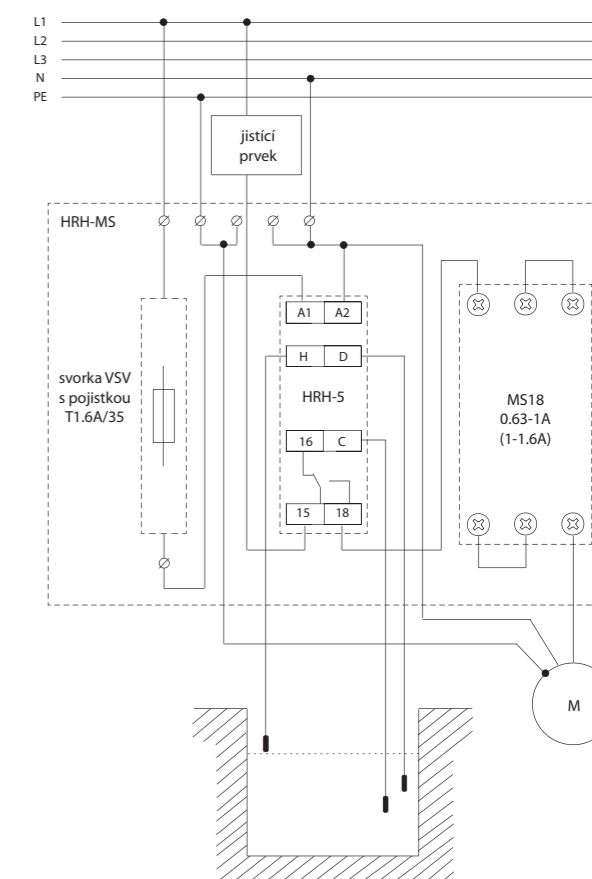 L1
L2
L3
N
PE
jistící
prvek
HRH-MS
A1 A2
H D
svorka VSV
s pojistkou
T1.6A/35
HRH-5
MS18
0.63-1A
(1-1.6A)
16 C
15 18
M